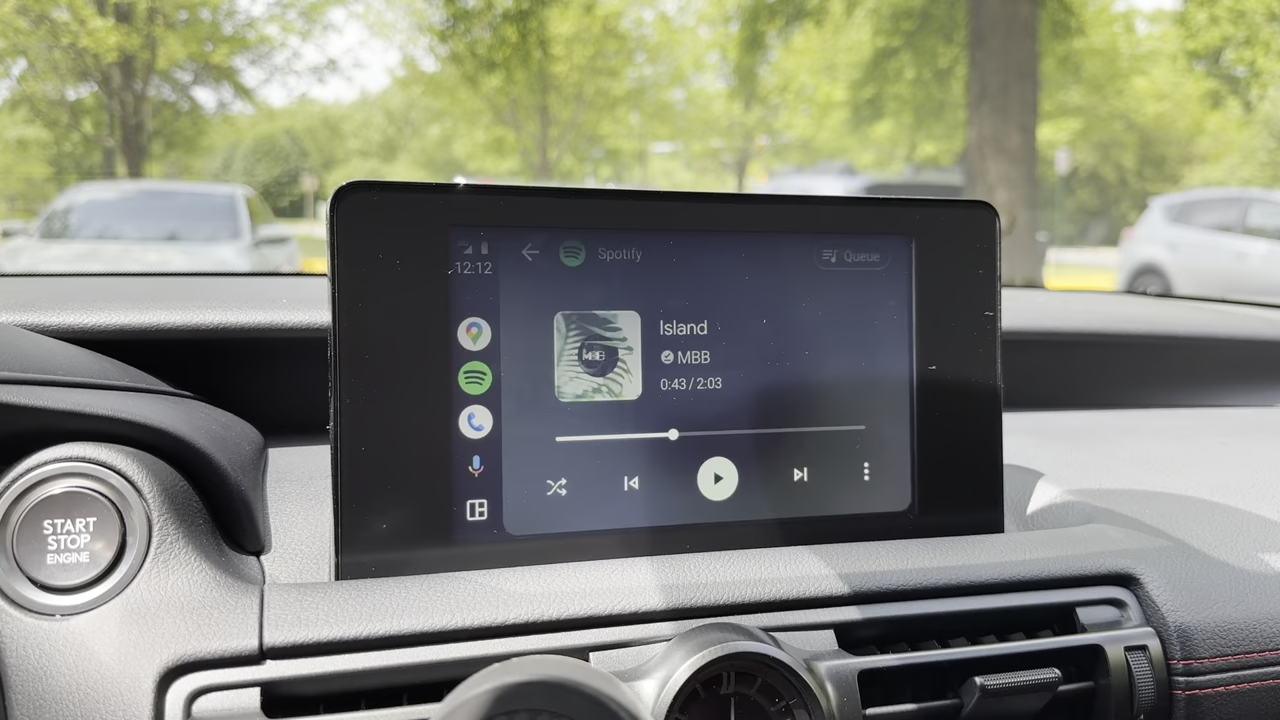 12:12
Spotify
Queue
Island
MBB
MBB
0:43 / 2:03
START
STOP
ENGINE